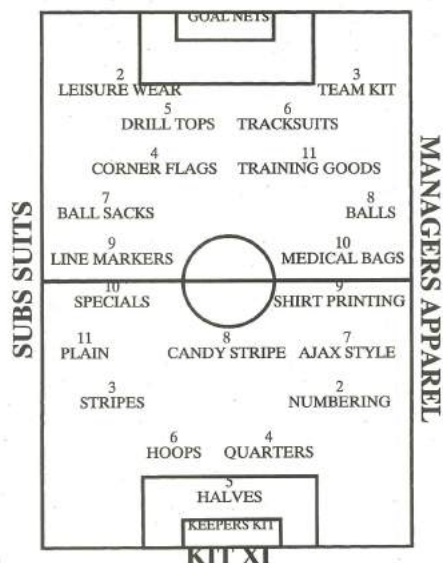 GOAL NETS
2 3
LEISURE WEAR TEAM KIT
5 6
DRILL TOPS TRACKSUITS
4 11
CORNER FLAGS TRAINING GOODS
7 8
BALL SACKS BALLS
9 10
LINE MARKERS MEDICAL BAGS
10 9
SPECIALS SHIRT PRINTING
11 8 7
PLAIN CANDY STRIPE AJAX STYLE
3 2
STRIPES NUMBERING
6 4
HOOPS QUARTERS
5
HALVES
KEEPERS KIT
KIT XI
SUBS SUITS
MANAGERS APPAREL